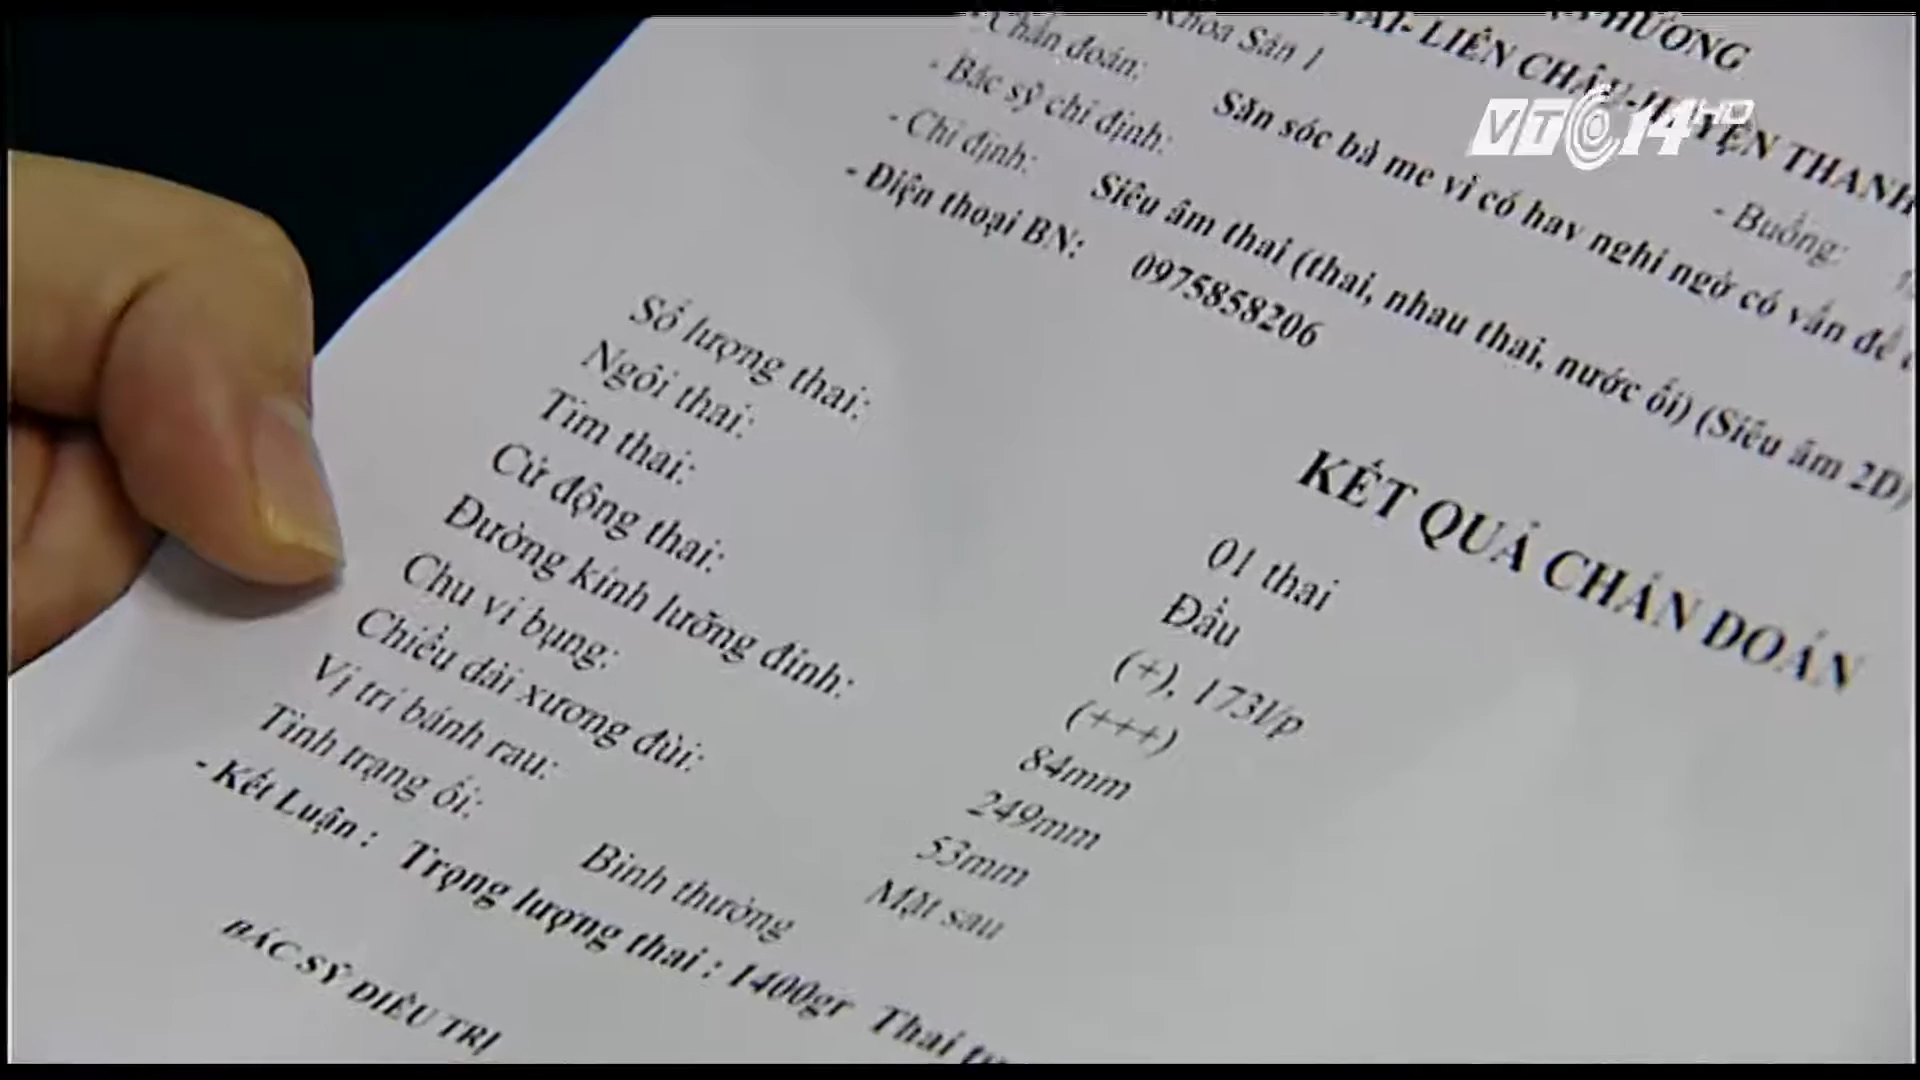 HƯƠNG
HẢI- LIÊN CHÂU-HUYỆN THANH
Khoa Sản 1
- Buồng:
- Chẩn đoán:
Săn sóc bà mẹ vì có hay nghi ngờ có vấn đề
- Bác sỹ chỉ định:
- Chỉ định:
Siêu âm thai (thai, nhau thai, nước ối) (Siêu âm 2D)
- Điện thoại BN:
0975858206
VTC14 HD
KẾT QUẢ CHẨN ĐOÁN
Số lượng thai: 01 thai
Ngôi thai: Đầu
Tim thai: (+), 173l/p
Cử động thai: (+++)
Đường kính lưỡng đỉnh: 84mm
Chu vi bụng: 249mm
Chiều dài xương đùi: 53mm
Vị trí bánh rau: Mặt sau
Tình trạng ối: Bình thường
- Kết Luận : Trọng lượng thai : 1400gr Thai
BÁC SỸ ĐIỀU TRỊ